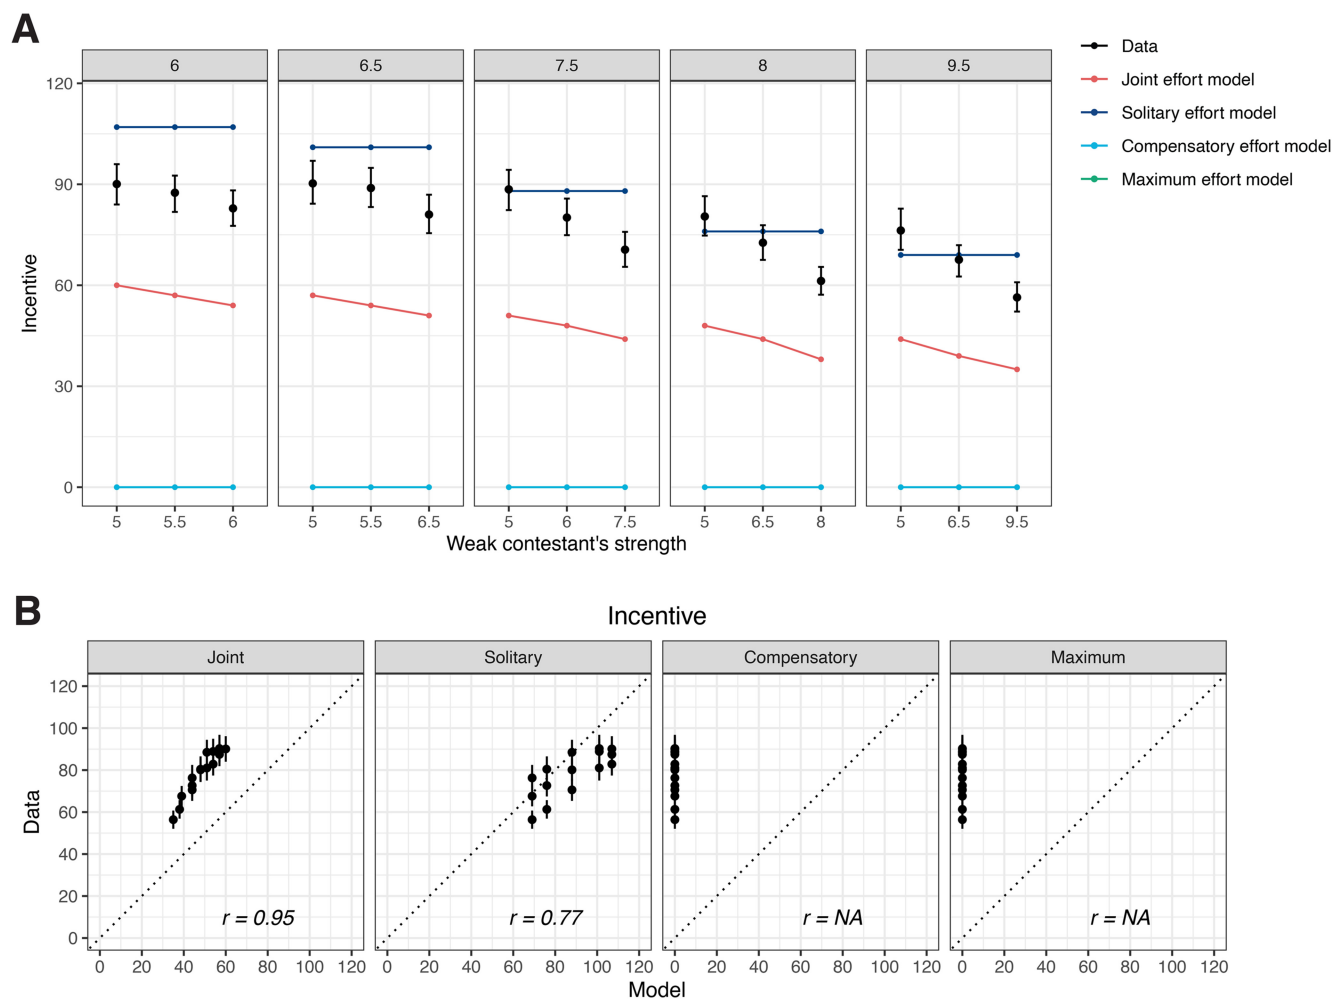 A
6 6.5 7.5 8 9.5
120
90
60
30
0
Incentive
5 5.5 6 5 5.5 6.5 5 6 7.5 5 6.5 8 5 6.5 9.5
Weak contestant's strength
Data
Joint effort model
Solitary effort model
Compensatory effort model
Maximum effort model
B
Incentive
Joint Solitary Compensatory Maximum
120
100
80
60
40
20
0
Data
r = 0.95 r = 0.77 r = NA r = NA
0 20 40 60 80 100 120 0 20 40 60 80 100 120 0 20 40 60 80 100 120 0 20 40 60 80 100 120
Model